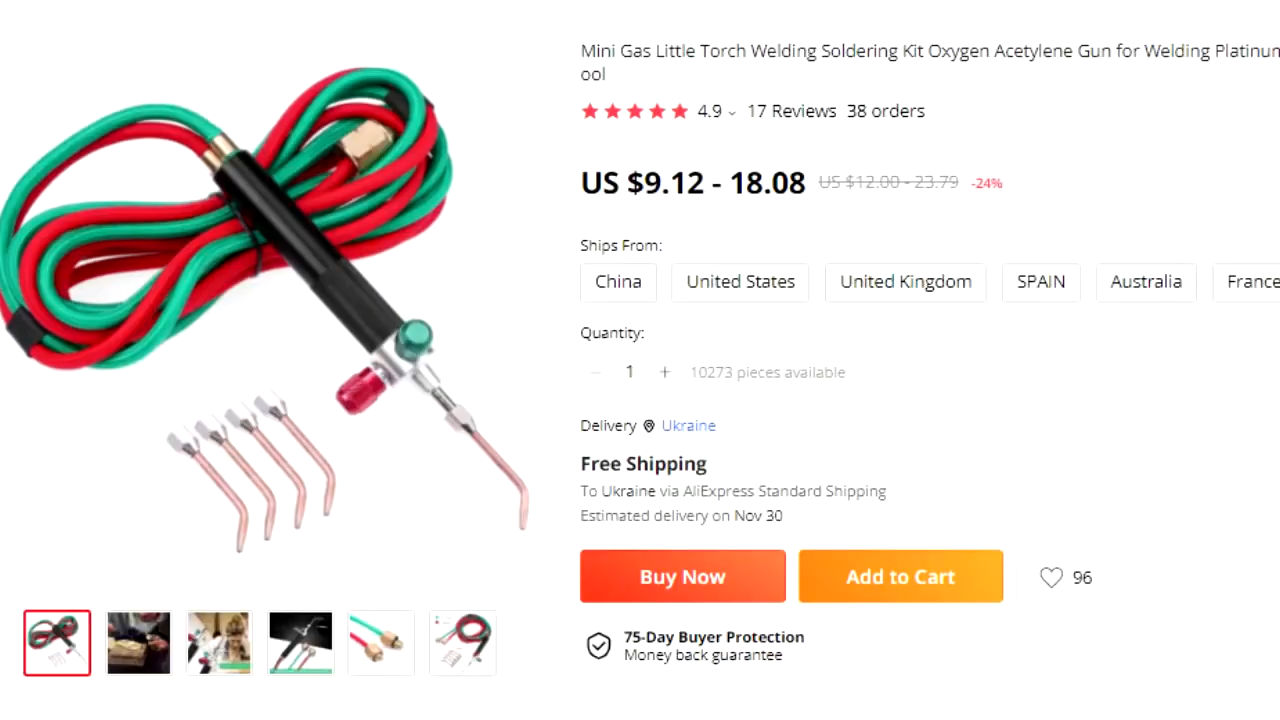 Mini Gas Little Torch Welding Soldering Kit Oxygen Acetylene Gun for Welding Platinum
ool
4.9 17 Reviews 38 orders
US $9.12 - 18.08 US $12.00 - 23.79 -24%
Ships From:
China United States United Kingdom SPAIN Australia France
Quantity:
− 1 + 10273 pieces available
Delivery Ukraine
Free Shipping
To Ukraine via AliExpress Standard Shipping
Estimated delivery on Nov 30
Buy Now Add to Cart 96
75-Day Buyer Protection
Money back guarantee